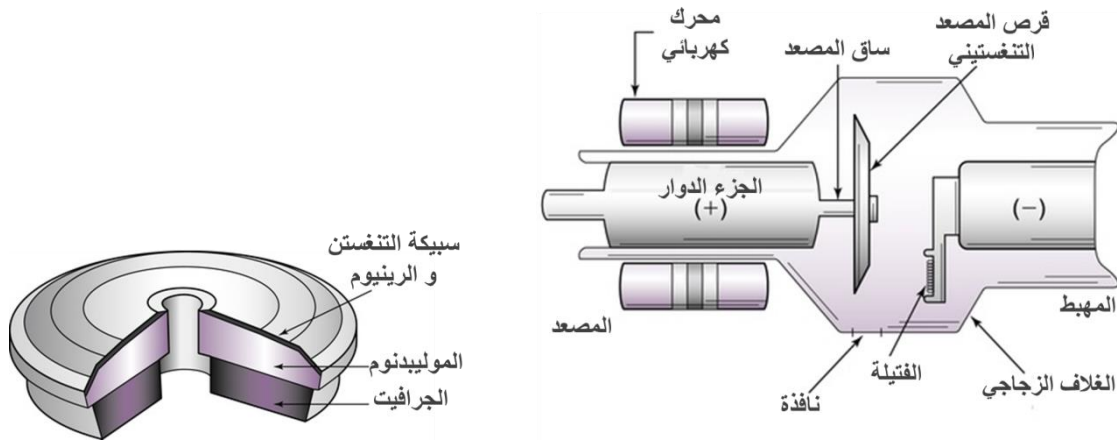 محرك
كهربائي
ساق المصعد
قرص المصعد
التنغستيني
الجزء الدوار
(+)
(−)
المصعد
نافذة
الفتيلة
الغلاف الزجاجي
المهبط
سبيكة التنغستن
و الرينيوم
الموليبدنوم
الجرافيت